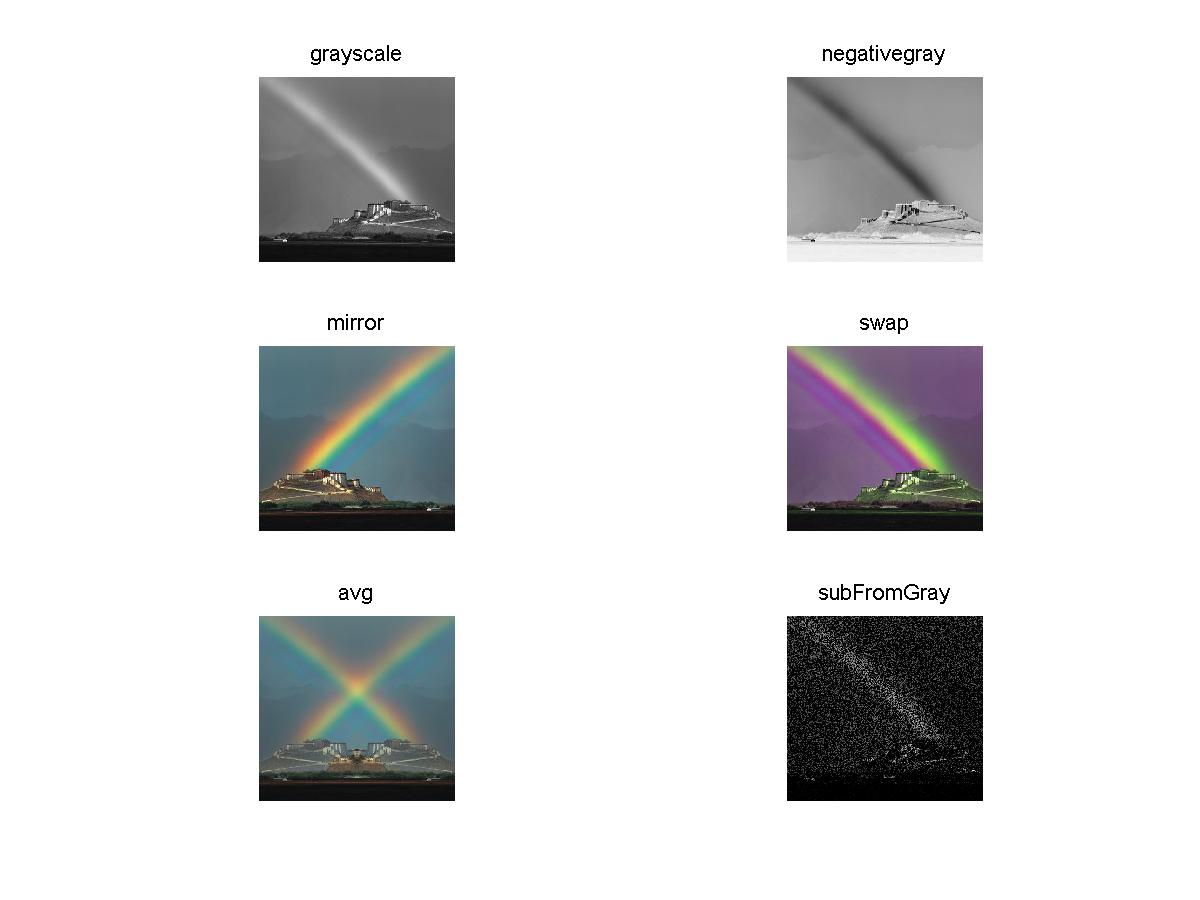 grayscale
negativegray
mirror
swap
avg
subFromGray